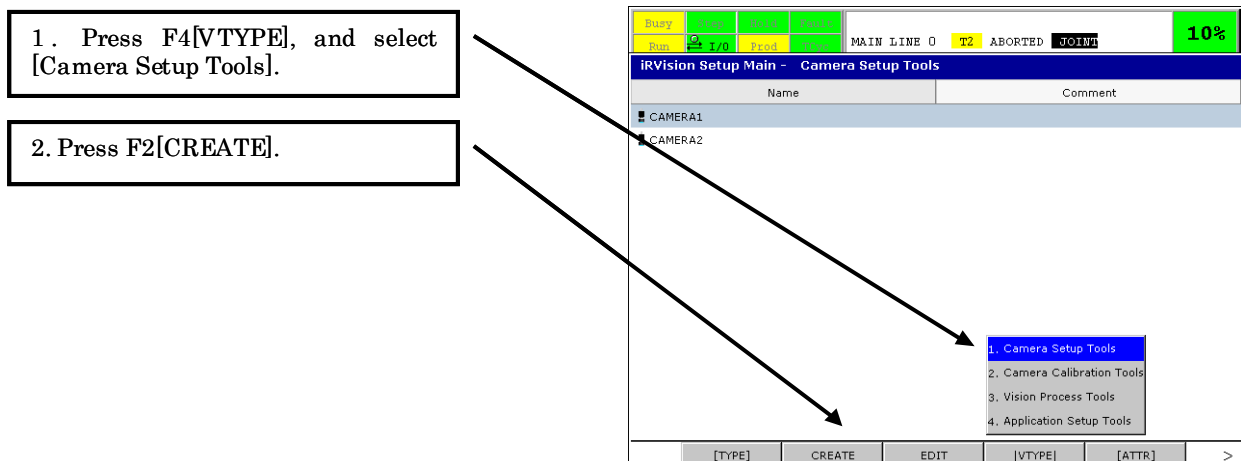 1. Press F4[VTYPE], and select
[Camera Setup Tools].
2. Press F2[CREATE].
Busy Step Hold Fault
Run I/O Prod TCyc
MAIN LINE 0 T2 ABORTED JOINT
10%
iRVision Setup Main - Camera Setup Tools
Name Comment
CAMERA1
CAMERA2
1. Camera Setup Tools
2. Camera Calibration Tools
3. Vision Process Tools
4. Application Setup Tools
[TYPE] CREATE EDIT |VTYPE| [ATTR] >